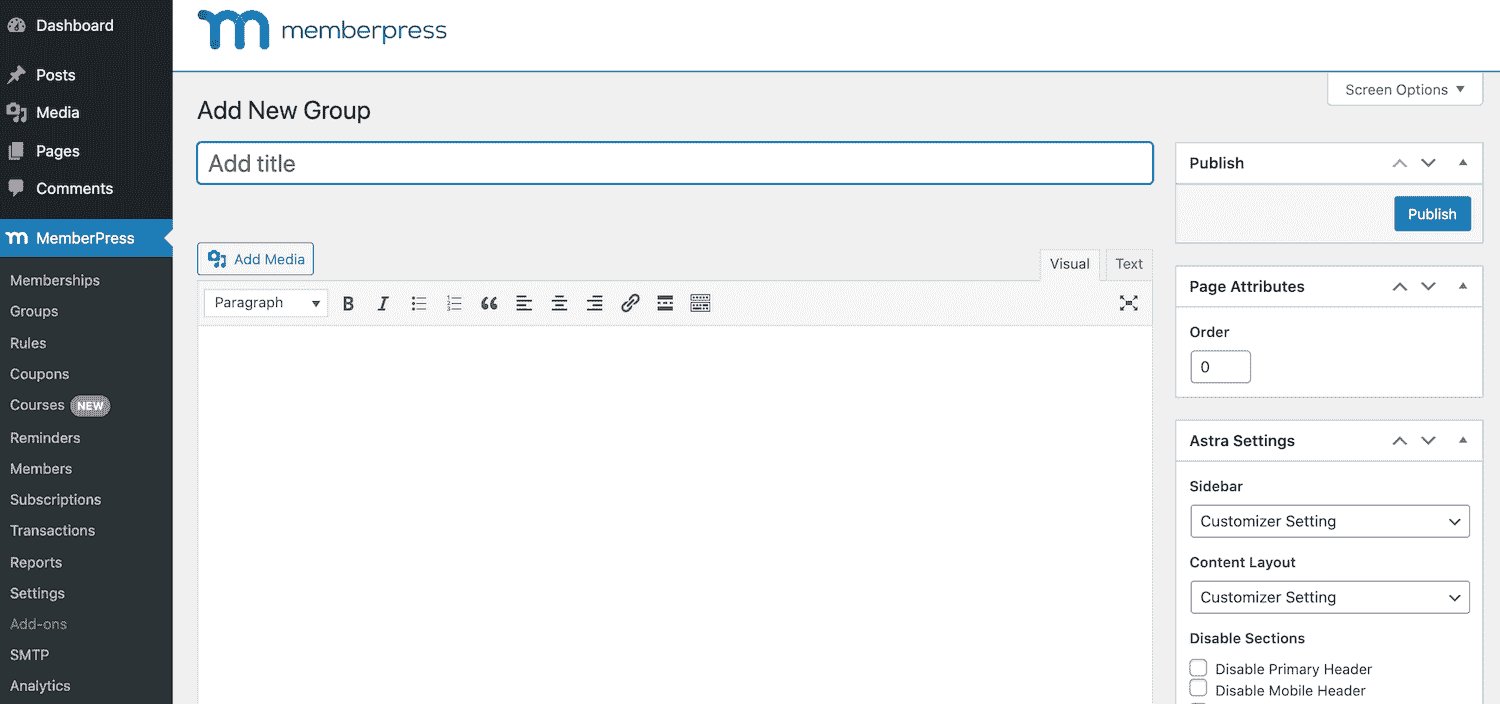 Dashboard
Posts
Media
Pages
Comments
MemberPress
Memberships
Groups
Rules
Coupons
Courses NEW
Reminders
Members
Subscriptions
Transactions
Reports
Settings
Add-ons
SMTP
Analytics
memberpress
Screen Options
Add New Group
Add title
Add Media
Visual Text
Paragraph
Publish
Publish
Page Attributes
Order
0
Astra Settings
Sidebar
Customizer Setting
Content Layout
Customizer Setting
Disable Sections
Disable Primary Header
Disable Mobile Header